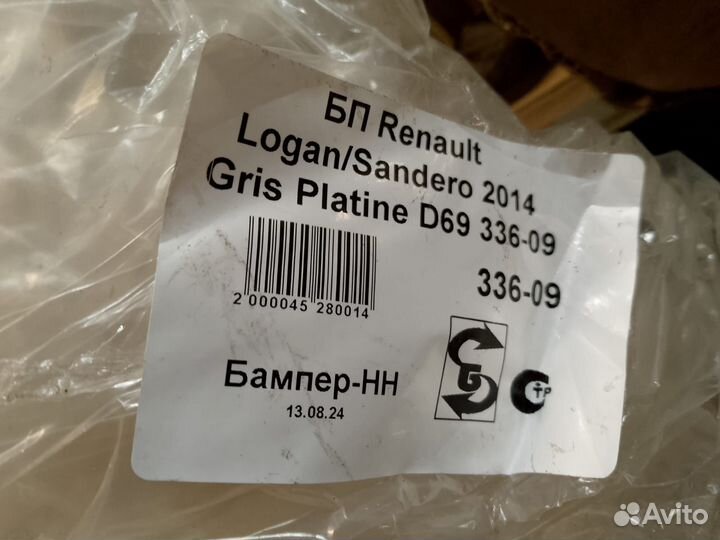 БП Renault
Logan/Sandero 2014
Gris Platine D69 336-09
336-09
2 000045 280014
Бампер-НН
13.08.24
СТР
Avito